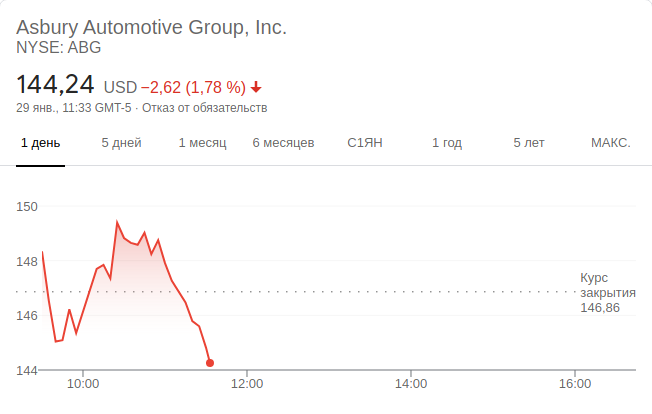 Asbury Automotive Group, Inc.
NYSE: ABG
144,24 USD −2,62 (1,78 %)
29 янв., 11:33 GMT-5 · Отказ от обязательств
1 день 5 дней 1 месяц 6 месяцев С1ЯН 1 год 5 лет МАКС.
150
148
Курс
закрытия
146,86
146
144
10:00 12:00 14:00 16:00